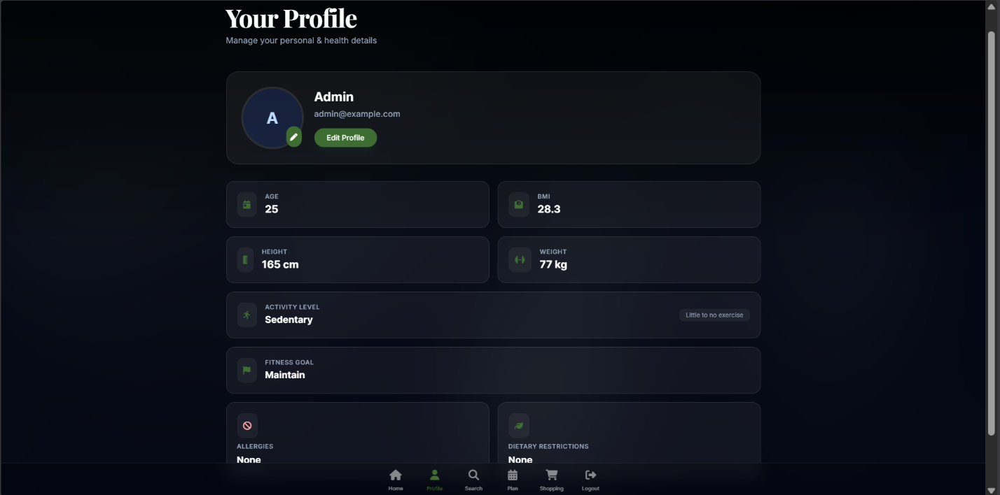 Your Profile
Manage your personal & health details
A
Admin
admin@example.com
Edit Profile
AGE
25
BMI
28.3
HEIGHT
165 cm
WEIGHT
77 kg
ACTIVITY LEVEL
Sedentary
Little to no exercise
FITNESS GOAL
Maintain
ALLERGIES
None
DIETARY RESTRICTIONS
None
Home
Profile
Search
Plan
Shopping
Logout